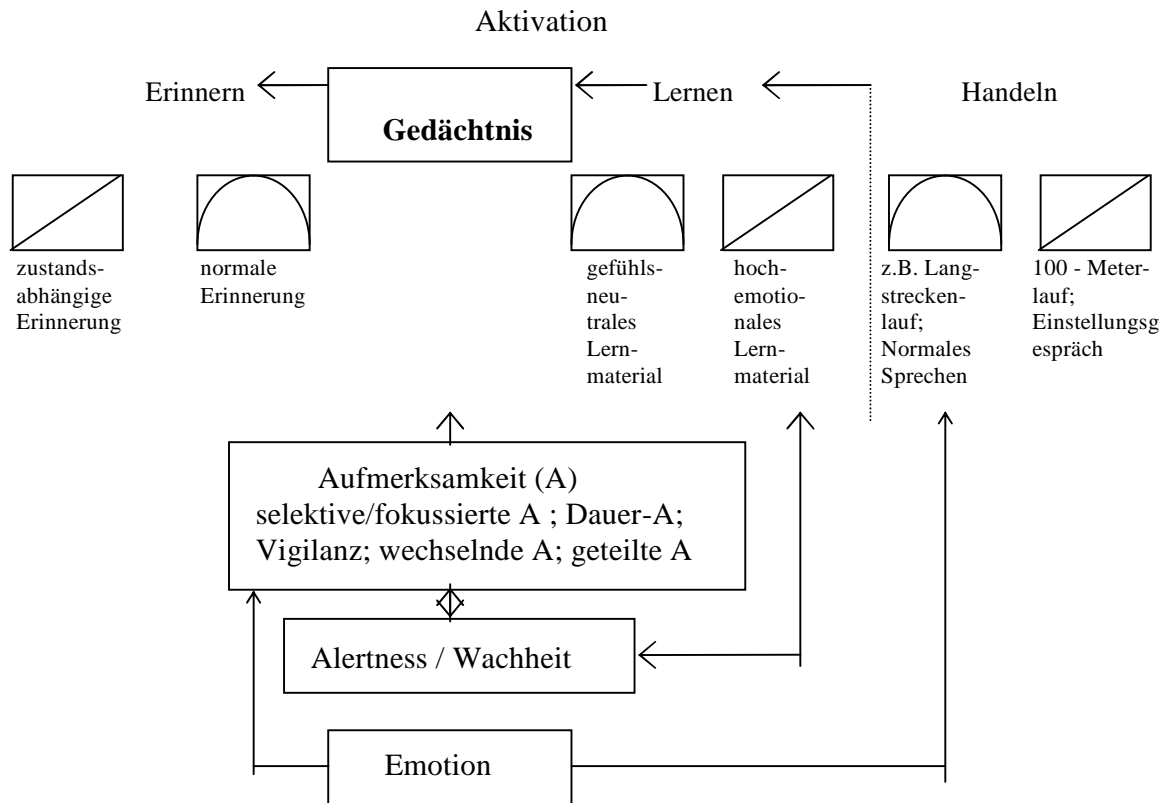 Aktivation
Erinnern
Gedächtnis
Lernen
Handeln
zustands-
abhängige
Erinnerung
normale
Erinnerung
gefühls-
neu-
trales
Lern-
material
hoch-
emotio-
nales
Lern-
material
z.B. Lang-
strecken-
lauf;
Normales
Sprechen
100 - Meter-
lauf;
Einstellungsg
espräch
Aufmerksamkeit (A)
selektive/fokussierte A ; Dauer-A;
Vigilanz; wechselnde A; geteilte A
Alertness / Wachheit
Emotion